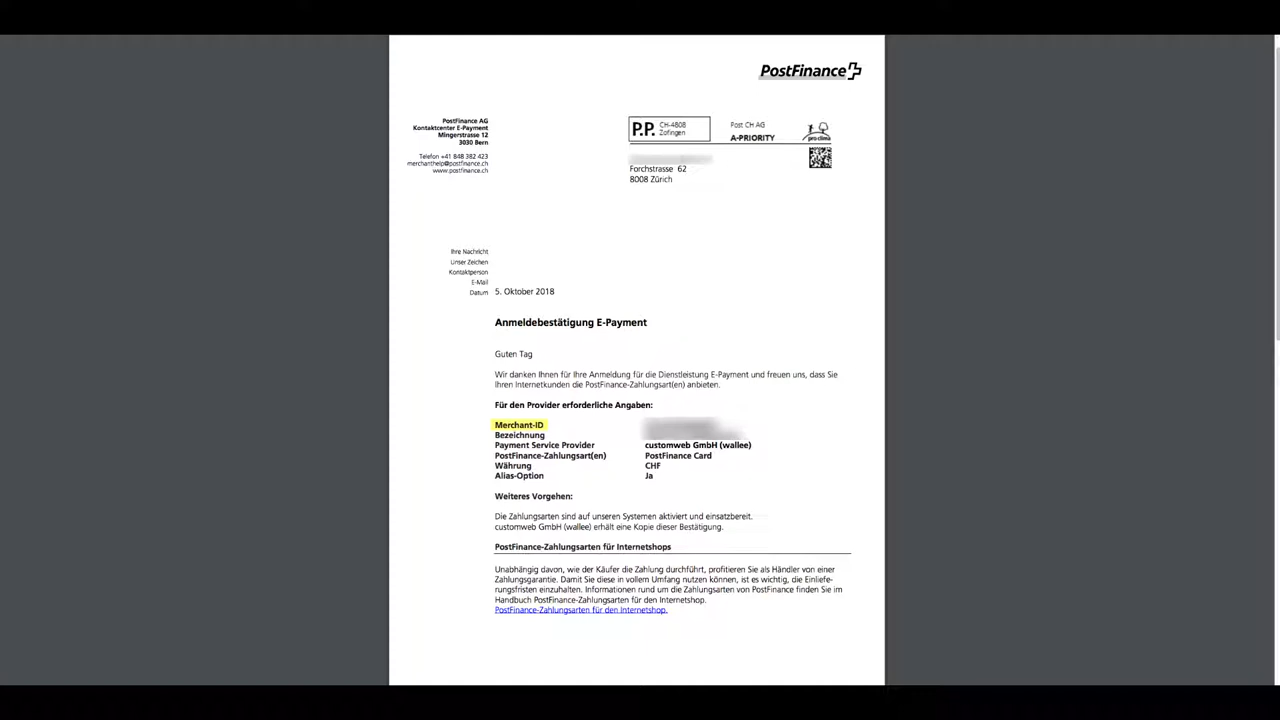 PostFinance
PostFinance AG
Kontaktcenter E-Payment
Mingerstrasse 12
3030 Bern
Telefon +41 848 382 423
merchanthelp@postfinance.ch
www.postfinance.ch
P.P. CH-4808
Zofingen
Post CH AG
A-PRIORITY
pro clima
Forchstrasse 62
8008 Zürich
Ihre Nachricht
Unser Zeichen
Kontaktperson
E-Mail
Datum 5. Oktober 2018
Anmeldebestätigung E-Payment
Guten Tag
Wir danken Ihnen für Ihre Anmeldung für die Dienstleistung E-Payment und freuen uns, dass Sie
Ihren Internetkunden die PostFinance-Zahlungsart(en) anbieten.
Für den Provider erforderliche Angaben:
Merchant-ID
Bezeichnung
Payment Service Provider customweb GmbH (wallee)
PostFinance-Zahlungsart(en) PostFinance Card
Währung CHF
Alias-Option Ja
Weiteres Vorgehen:
Die Zahlungsarten sind auf unseren Systemen aktiviert und einsatzbereit.
customweb GmbH (wallee) erhält eine Kopie dieser Bestätigung.
PostFinance-Zahlungsarten für Internetshops
Unabhängig davon, wie der Käufer die Zahlung durchführt, profitieren Sie als Händler von einer
Zahlungsgarantie. Damit Sie diese in vollem Umfang nutzen können, ist es wichtig, die Einliefe-
rungsfristen einzuhalten. Informationen rund um die Zahlungsarten von PostFinance finden Sie im
Handbuch PostFinance-Zahlungsarten für den Internetshop.
PostFinance-Zahlungsarten für den Internetshop.